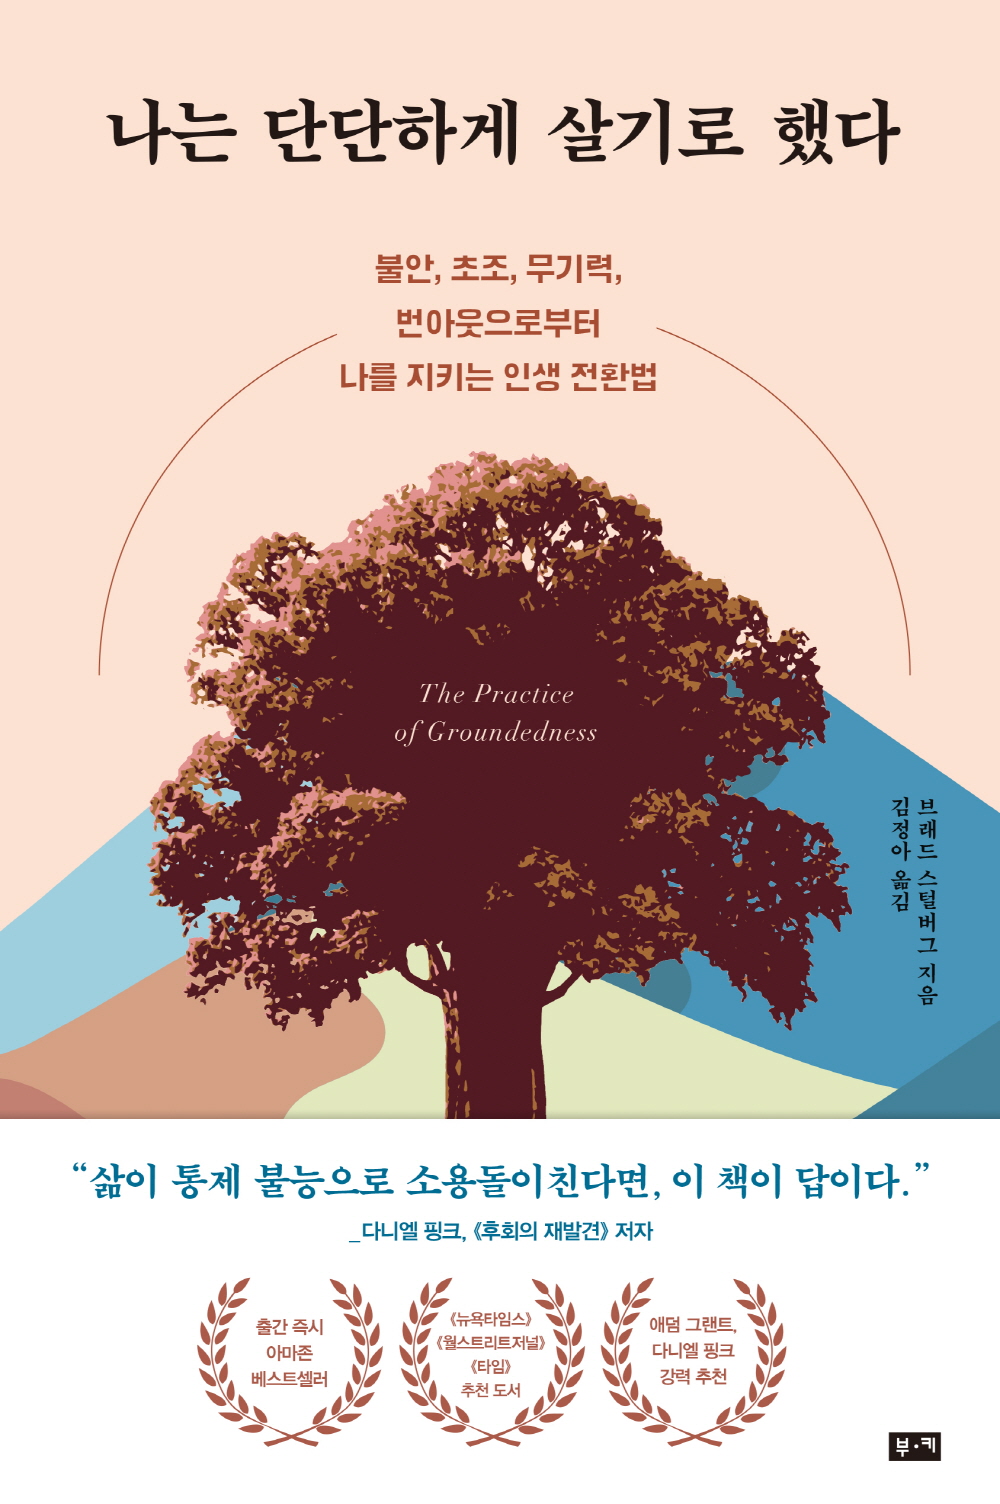 나는 단단하게 살기로 했다
불안, 초조, 무기력,
번아웃으로부터
나를 지키는 인생 전환법
The Practice
of Groundedness
브래드 스털버그 지음
김정아 옮김
“삶이 통제 불능으로 소용돌이친다면, 이 책이 답이다.”
_다니엘 핑크, 《후회의 재발견》 저자
출간 즉시
아마존
베스트셀러
《뉴욕타임스》
《월스트리트저널》
《타임》
추천 도서
애덤 그랜트,
다니엘 핑크
강력 추천
부·키